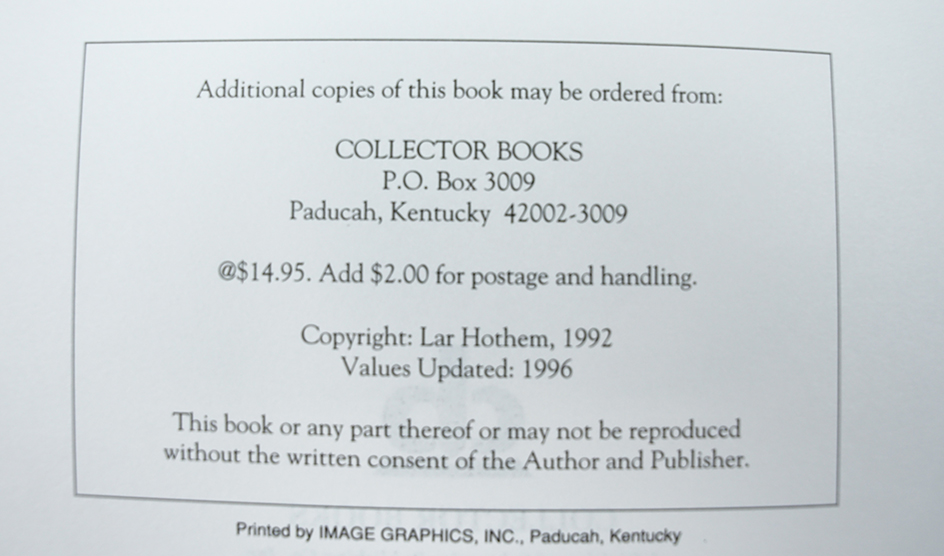 Additional copies of this book may be ordered from:
COLLECTOR BOOKS
P.O. Box 3009
Paducah, Kentucky 42002-3009
@$14.95. Add $2.00 for postage and handling.
Copyright: Lar Hothem, 1992
Values Updated: 1996
This book or any part thereof or may not be reproduced
without the written consent of the Author and Publisher.
Printed by IMAGE GRAPHICS, INC., Paducah, Kentucky